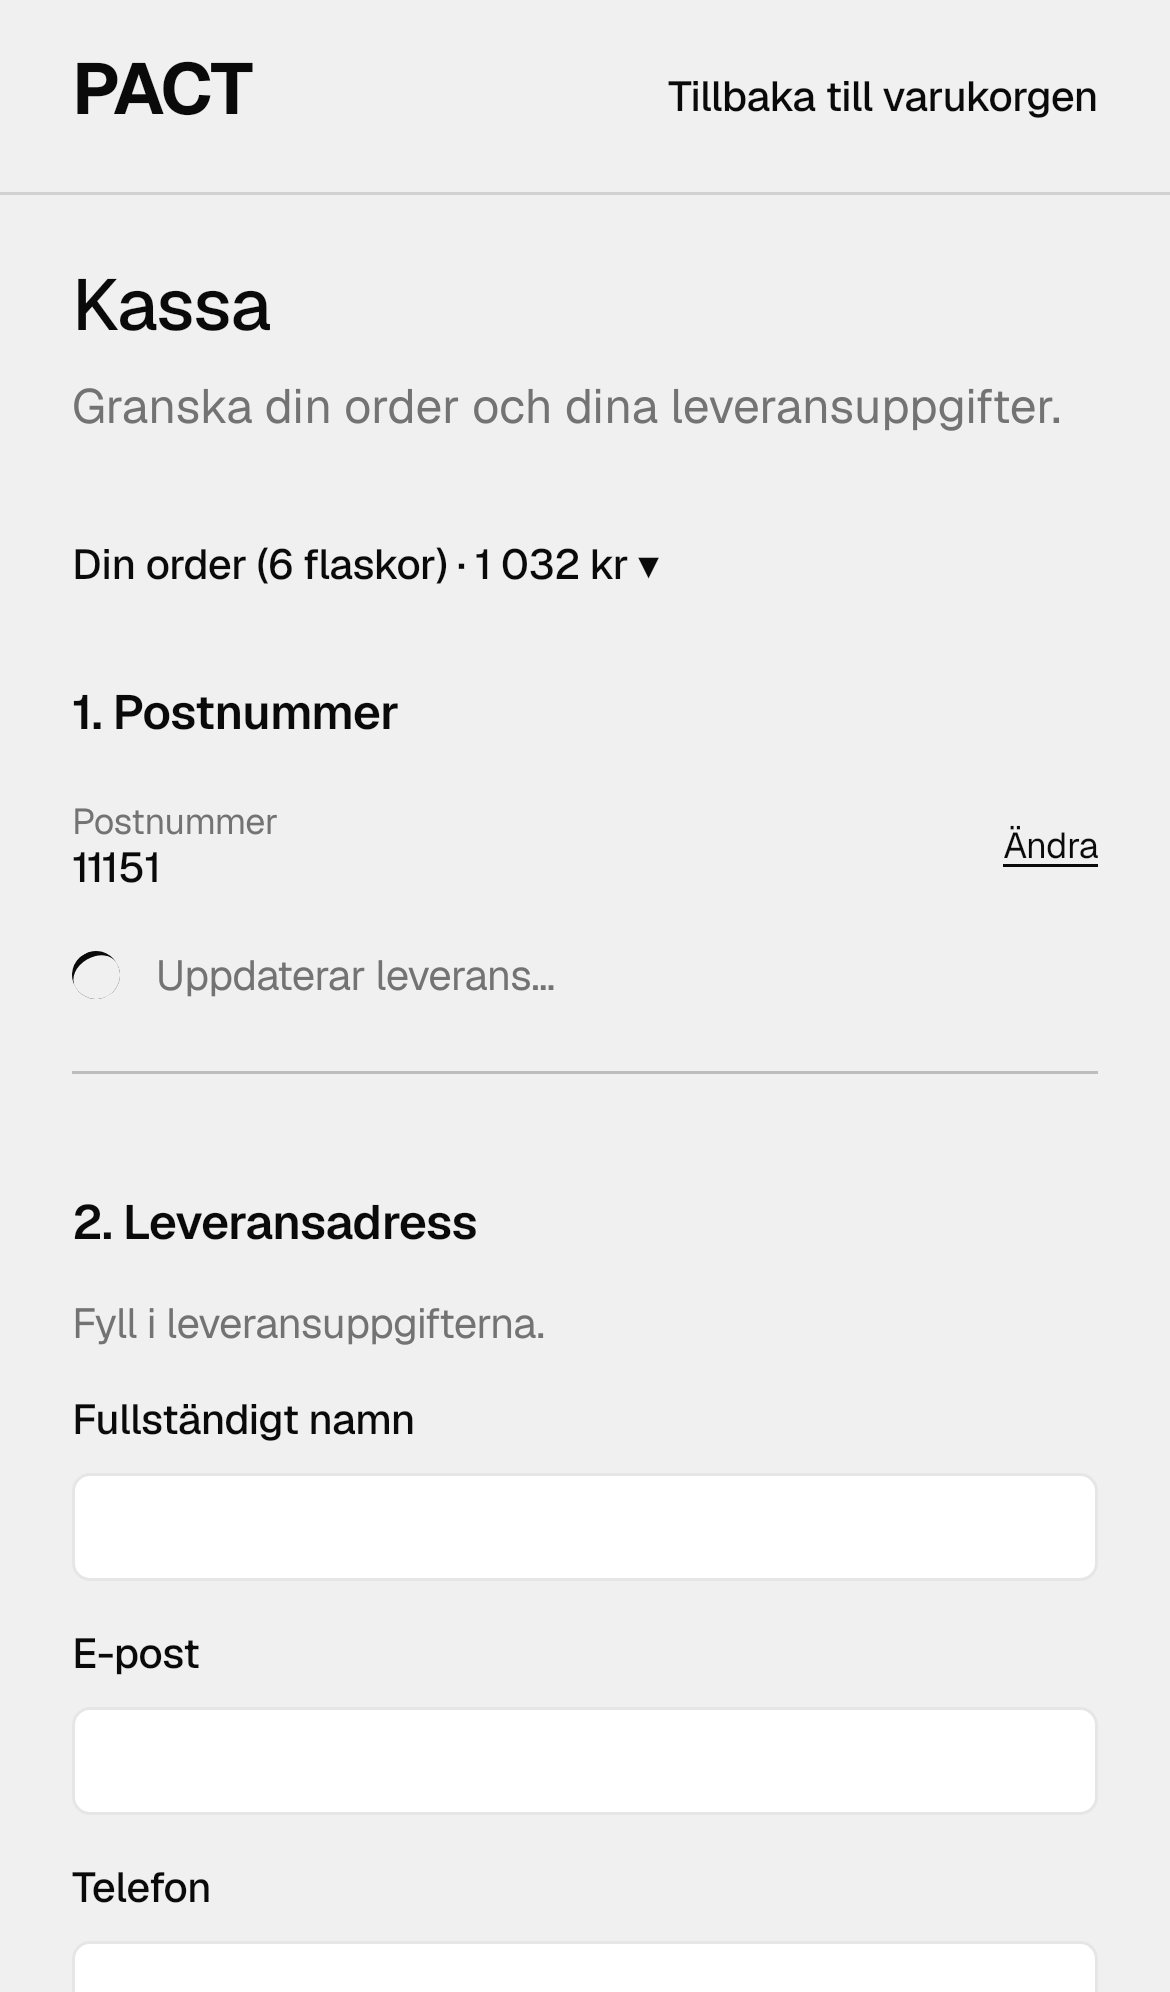 PACT
Tillbaka till varukorgen
Kassa
Granska din order och dina leveransuppgifter.
Din order (6 flaskor) · 1 032 kr ▼
1. Postnummer
Postnummer
11151
Ändra
Uppdaterar leverans...
2. Leveransadress
Fyll i leveransuppgifterna.
Fullständigt namn
E-post
Telefon